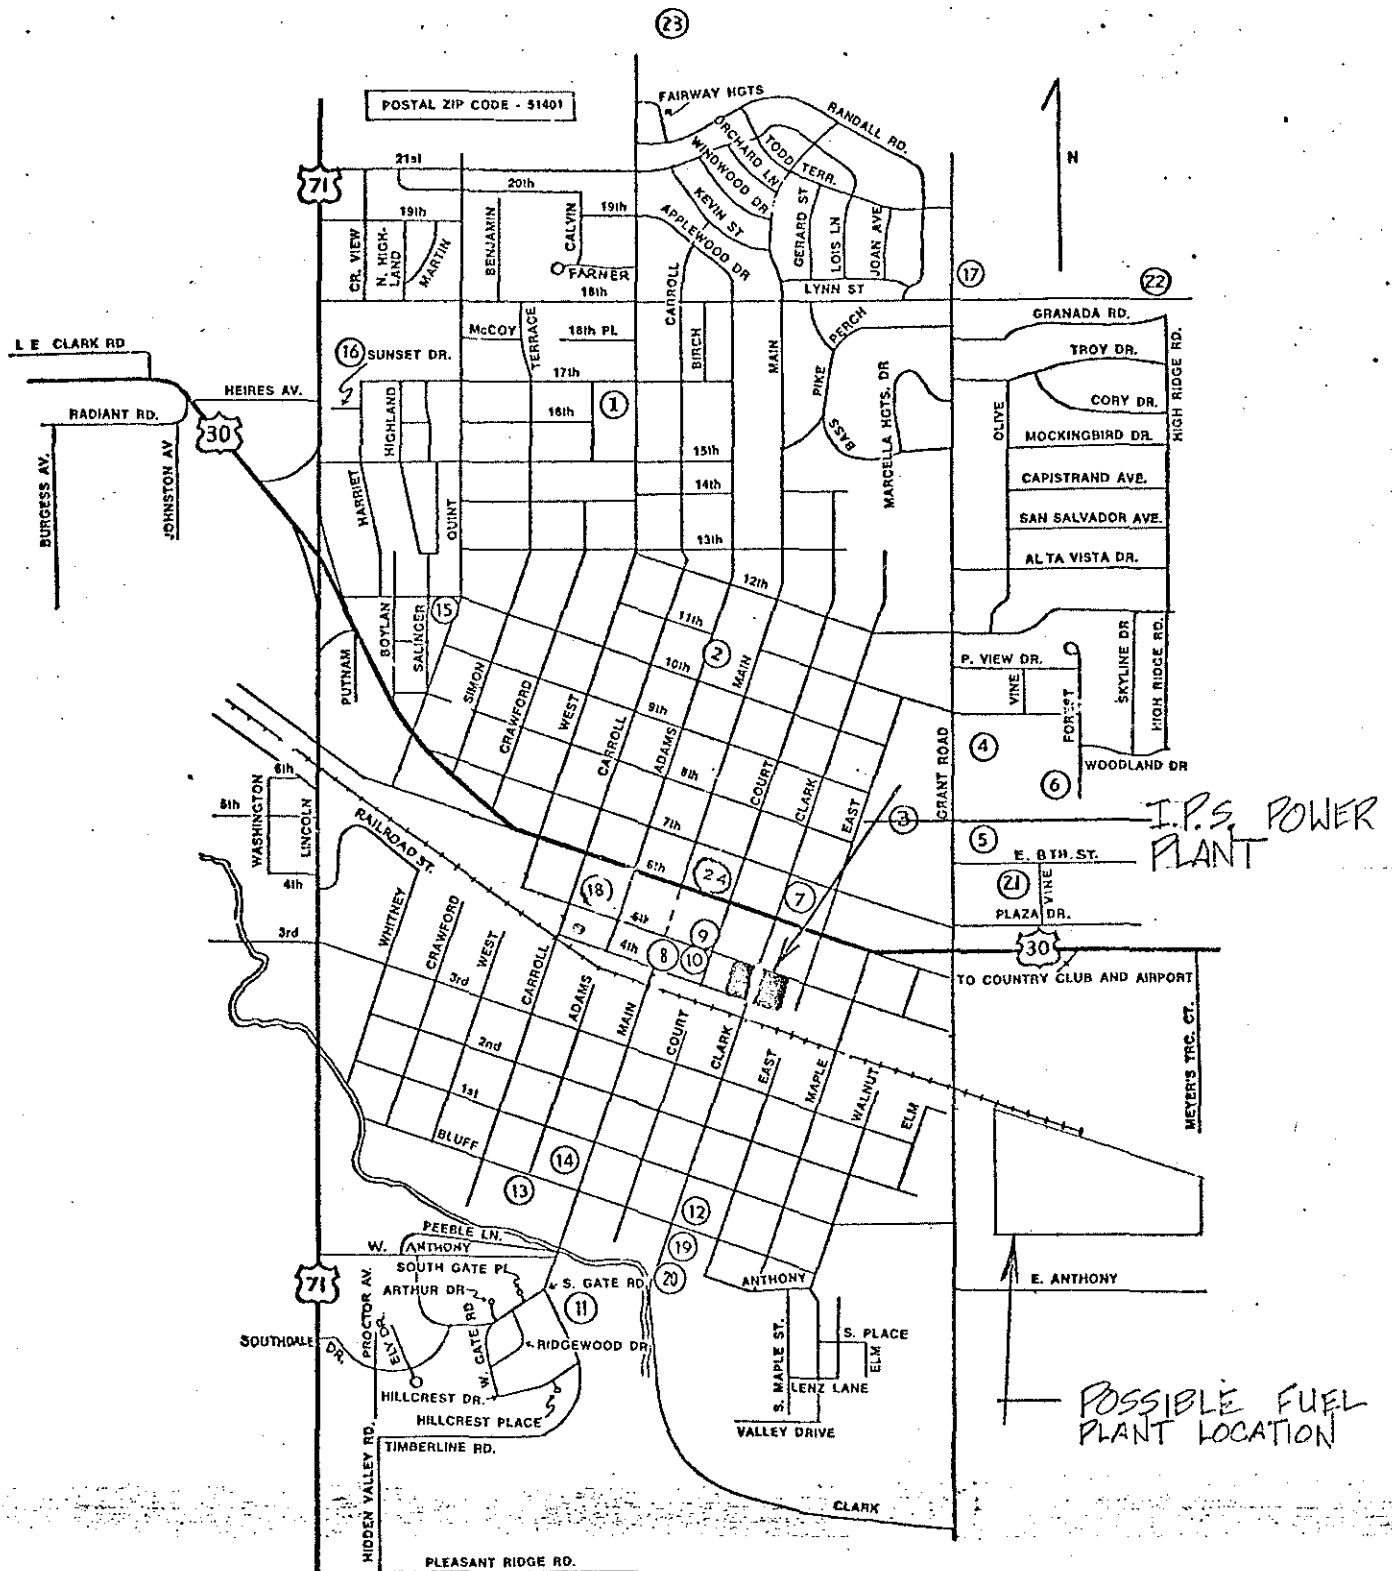 23
POSTAL ZIP CODE - 51401
FAIRWAY HGTS
RANDALL RD.
ORCHARD LN
TODD TERR.
WINDWOOD DR
KEVIN ST
APPLEWOOD DR
GERARD ST
LOIS LN
JOAN AVE
LYNN ST
N
71
21st
20th
19th
19th
CR. VIEW
N. HIGH-
LAND
MARTIN
BENJAMIN
CALVIN
FARNER
18th
CARROLL
17
22
GRANADA RD.
TROY DR.
CORY DR.
HIGH RIDGE RD.
MOCKINGBIRD DR.
CAPISTRAND AVE.
SAN SALVADOR AVE.
ALTA VISTA DR.
OLIVE
L E CLARK RD
HEIRES AV.
RADIANT RD.
BURGESS AV.
JOHNSTON AV
30
16
SUNSET DR.
McCOY
TERRACE
18th PL
17th
16th
1
BIRCH
MAIN
PERCH
PIKE
BASS
MARCELLA HGTS. DR
HARRIET
HIGHLAND
QUINT
15th
14th
13th
12th
11th
10th
9th
8th
7th
6th
2
15
BOYLAN
SALINGER
PUTNAM
SIMON
CRAWFORD
WEST
CARROLL
ADAMS
MAIN
COURT
CLARK
EAST
GRANT ROAD
P. VIEW DR.
VINE
FOREST
SKYLINE DR
HIGH RIDGE RD.
WOODLAND DR
4
6
3
5
I.P.S. POWER
PLANT
E. 8TH. ST.
21
VINE
PLAZA DR.
30
TO COUNTRY CLUB AND AIRPORT
MEYER'S TRC. CT.
6th
5th
WASHINGTON
LINCOLN
4th
3rd
RAILROAD ST.
18
24
7
5th
4th
9
8
10
WHITNEY
CRAWFORD
WEST
CARROLL
ADAMS
MAIN
COURT
CLARK
EAST
MAPLE
WALNUT
ELM
3rd
2nd
1st
BLUFF
14
13
12
19
20
PEEBLE LN.
W. ANTHONY
SOUTH GATE PL
ARTHUR DR.
S. GATE RD.
11
71
PROCTOR AV.
ELY DR.
W. GATE RD
RIDGEWOOD DR
SOUTHDALE DR.
HILLCREST DR.
HILLCREST PLACE
TIMBERLINE RD.
HIDDEN VALLEY RD.
PLEASANT RIDGE RD.
ANTHONY
E. ANTHONY
S. MAPLE ST.
S. PLACE
ELM
LENZ LANE
VALLEY DRIVE
CLARK
POSSIBLE FUEL
PLANT LOCATION